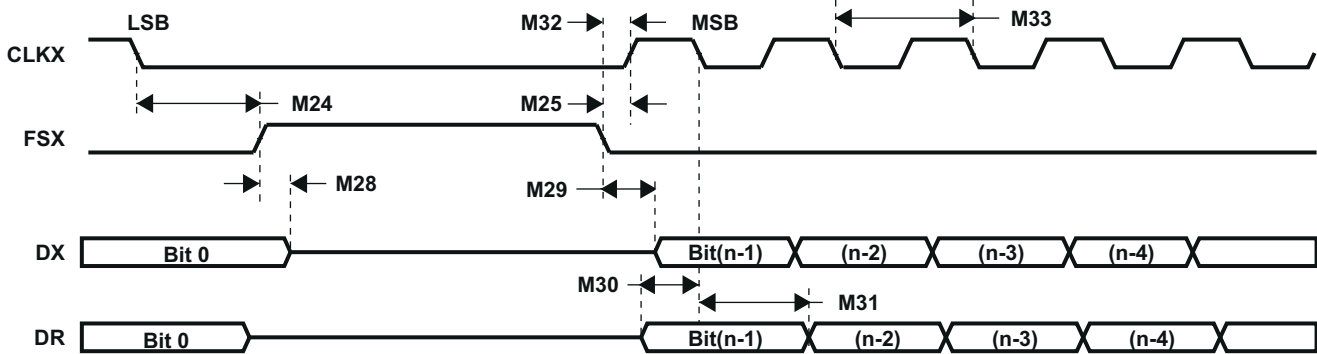 LSB M32 MSB M33
CLKX
M24 M25
FSX
M28 M29
DX Bit 0 Bit(n-1) (n-2) (n-3) (n-4)
M30 M31
DR Bit 0 Bit(n-1) (n-2) (n-3) (n-4)